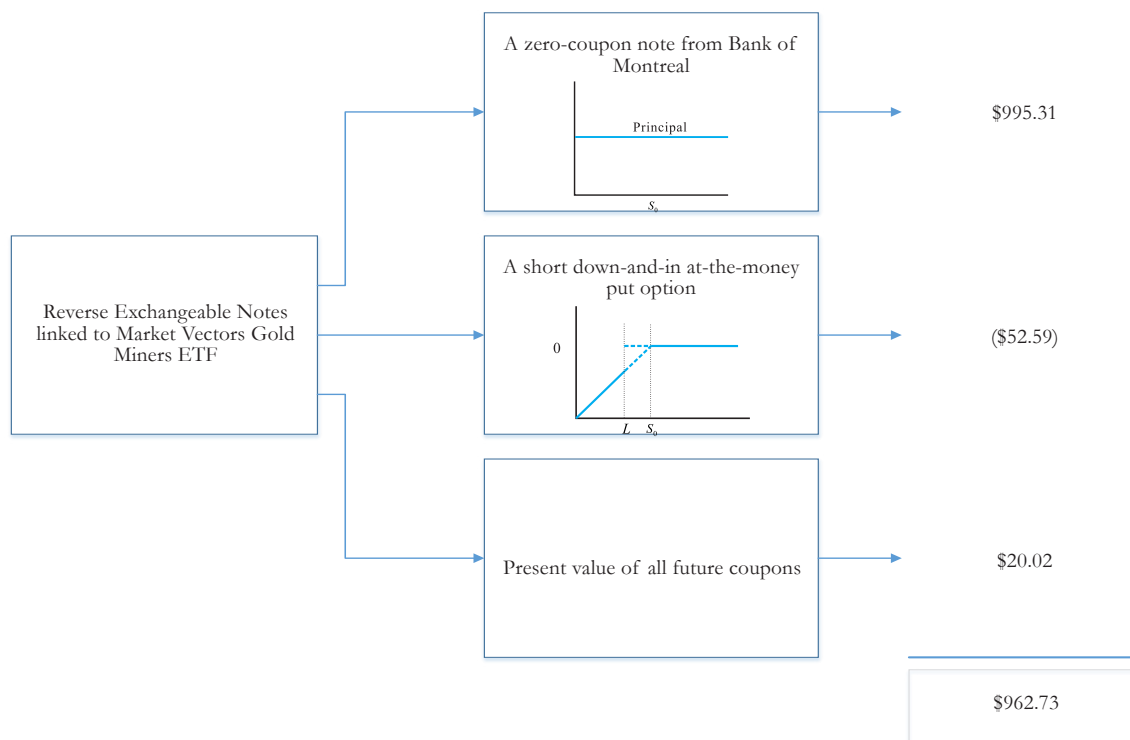 A zero-coupon note from Bank of
Montreal
Principal
S₀
$995.31
Reverse Exchangeable Notes
linked to Market Vectors Gold
Miners ETF
A short down-and-in at-the-money
put option
0
L S₀
($52.59)
Present value of all future coupons
$20.02
$962.73